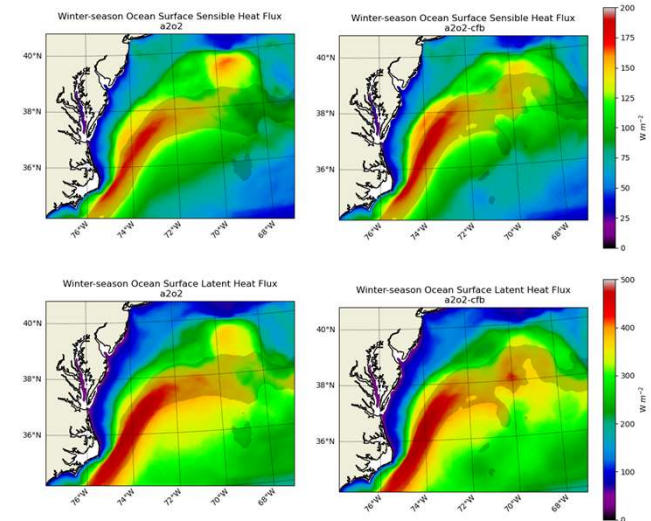 Winter-season Ocean Surface Sensible Heat Flux
a2o2
40°N
38°N
36°N
76°W
74°W
72°W
70°W
68°W
Winter-season Ocean Surface Sensible Heat Flux
a2o2-cfb
40°N
38°N
36°N
76°W
74°W
72°W
70°W
68°W
200
175
150
125
100
75
50
25
0
W m⁻²
Winter-season Ocean Surface Latent Heat Flux
a2o2
40°N
38°N
36°N
76°W
74°W
72°W
70°W
68°W
Winter-season Ocean Surface Latent Heat Flux
a2o2-cfb
40°N
38°N
36°N
76°W
74°W
72°W
70°W
68°W
500
400
300
200
100
0
W m⁻²